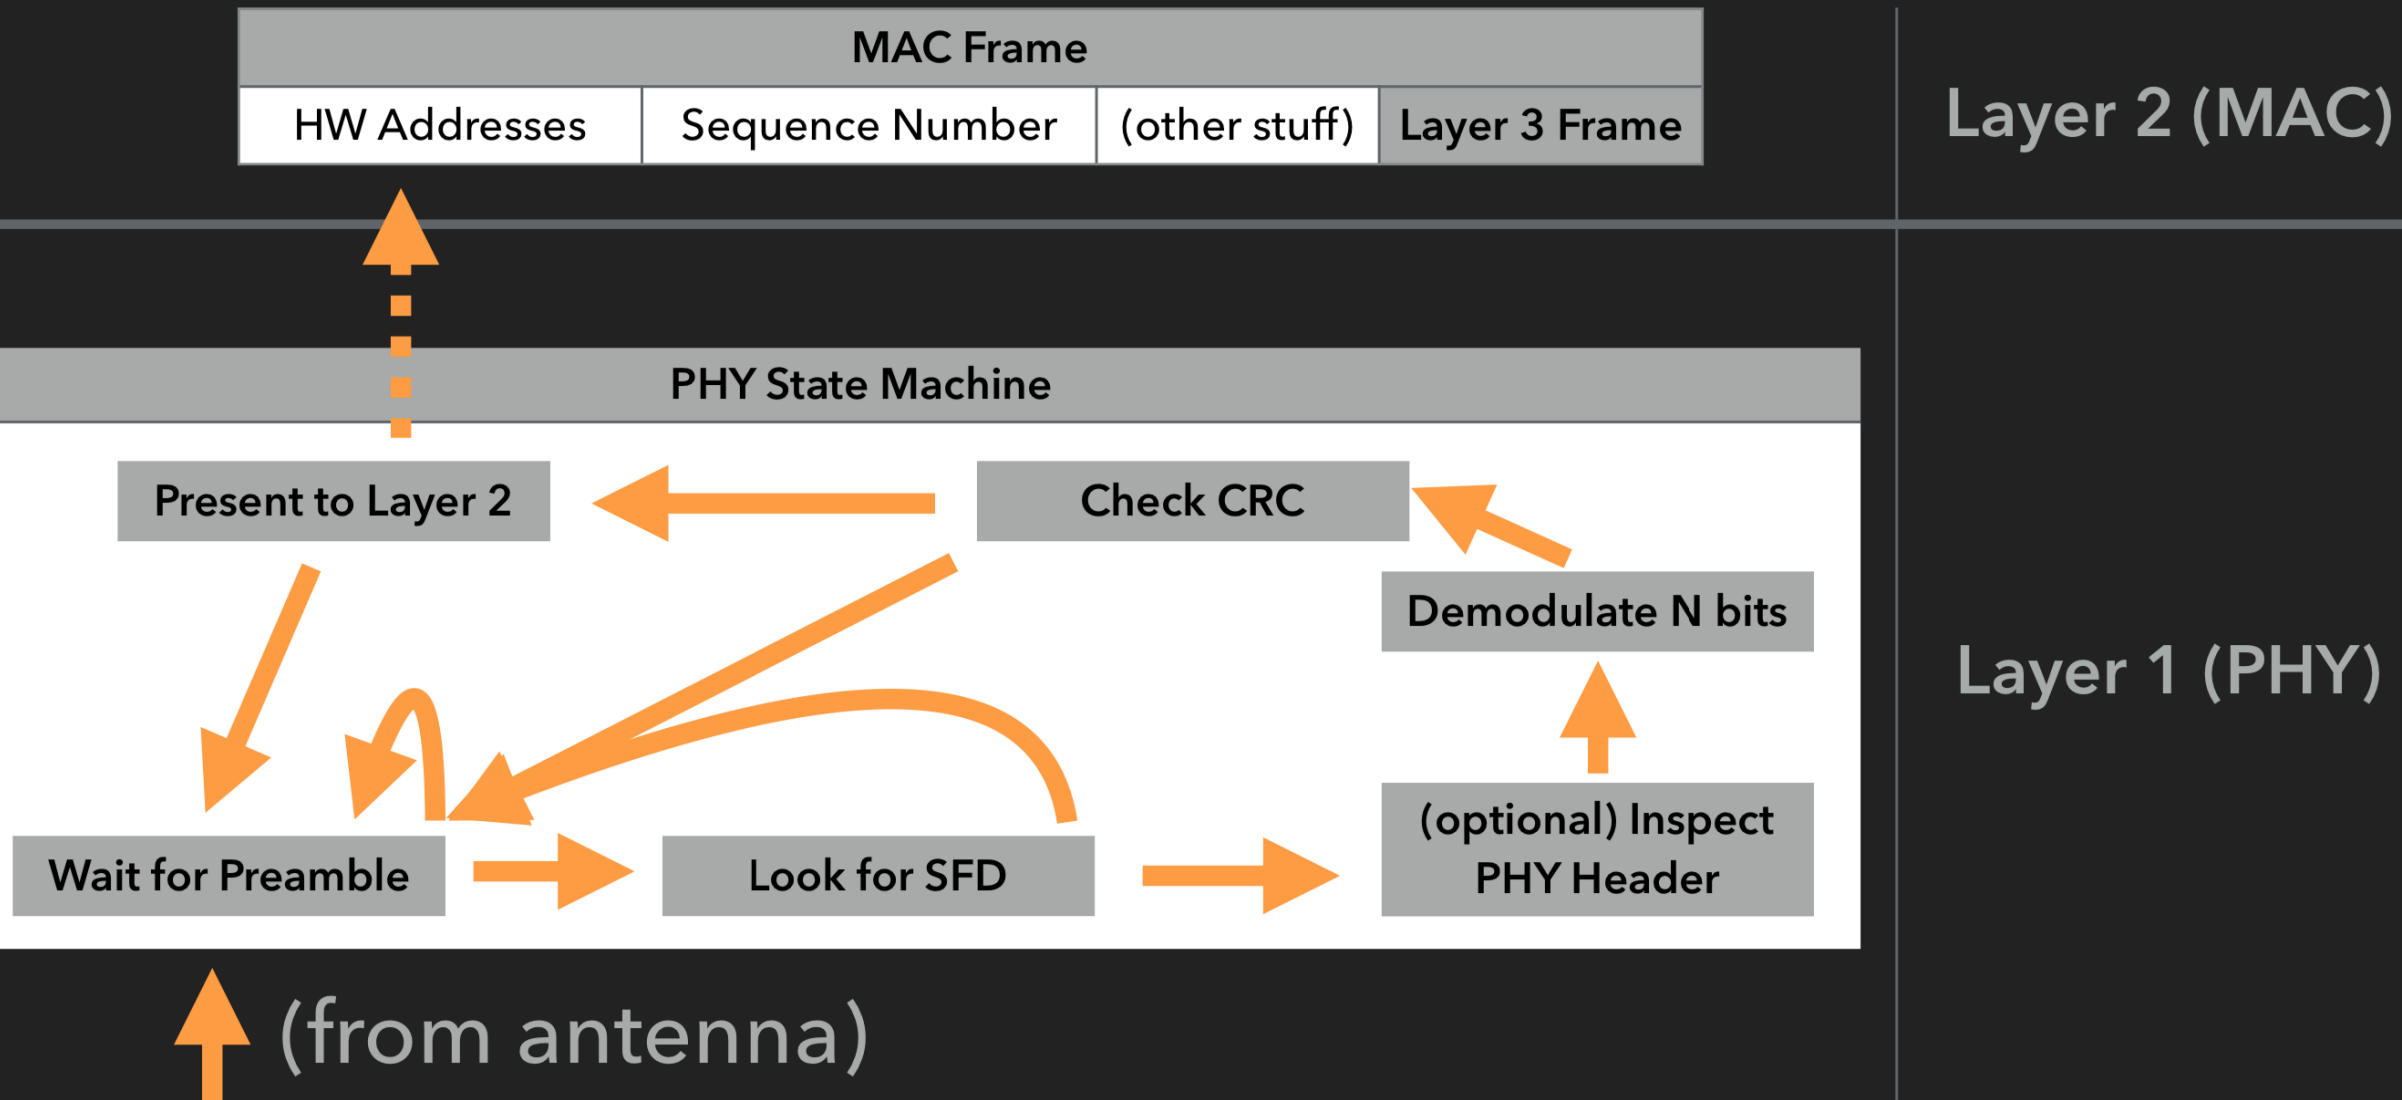 MAC Frame
HW Addresses
Sequence Number
(other stuff)
Layer 3 Frame
Layer 2 (MAC)
PHY State Machine
Present to Layer 2
Check CRC
Demodulate N bits
Layer 1 (PHY)
Wait for Preamble
Look for SFD
(optional) Inspect
PHY Header
(from antenna)